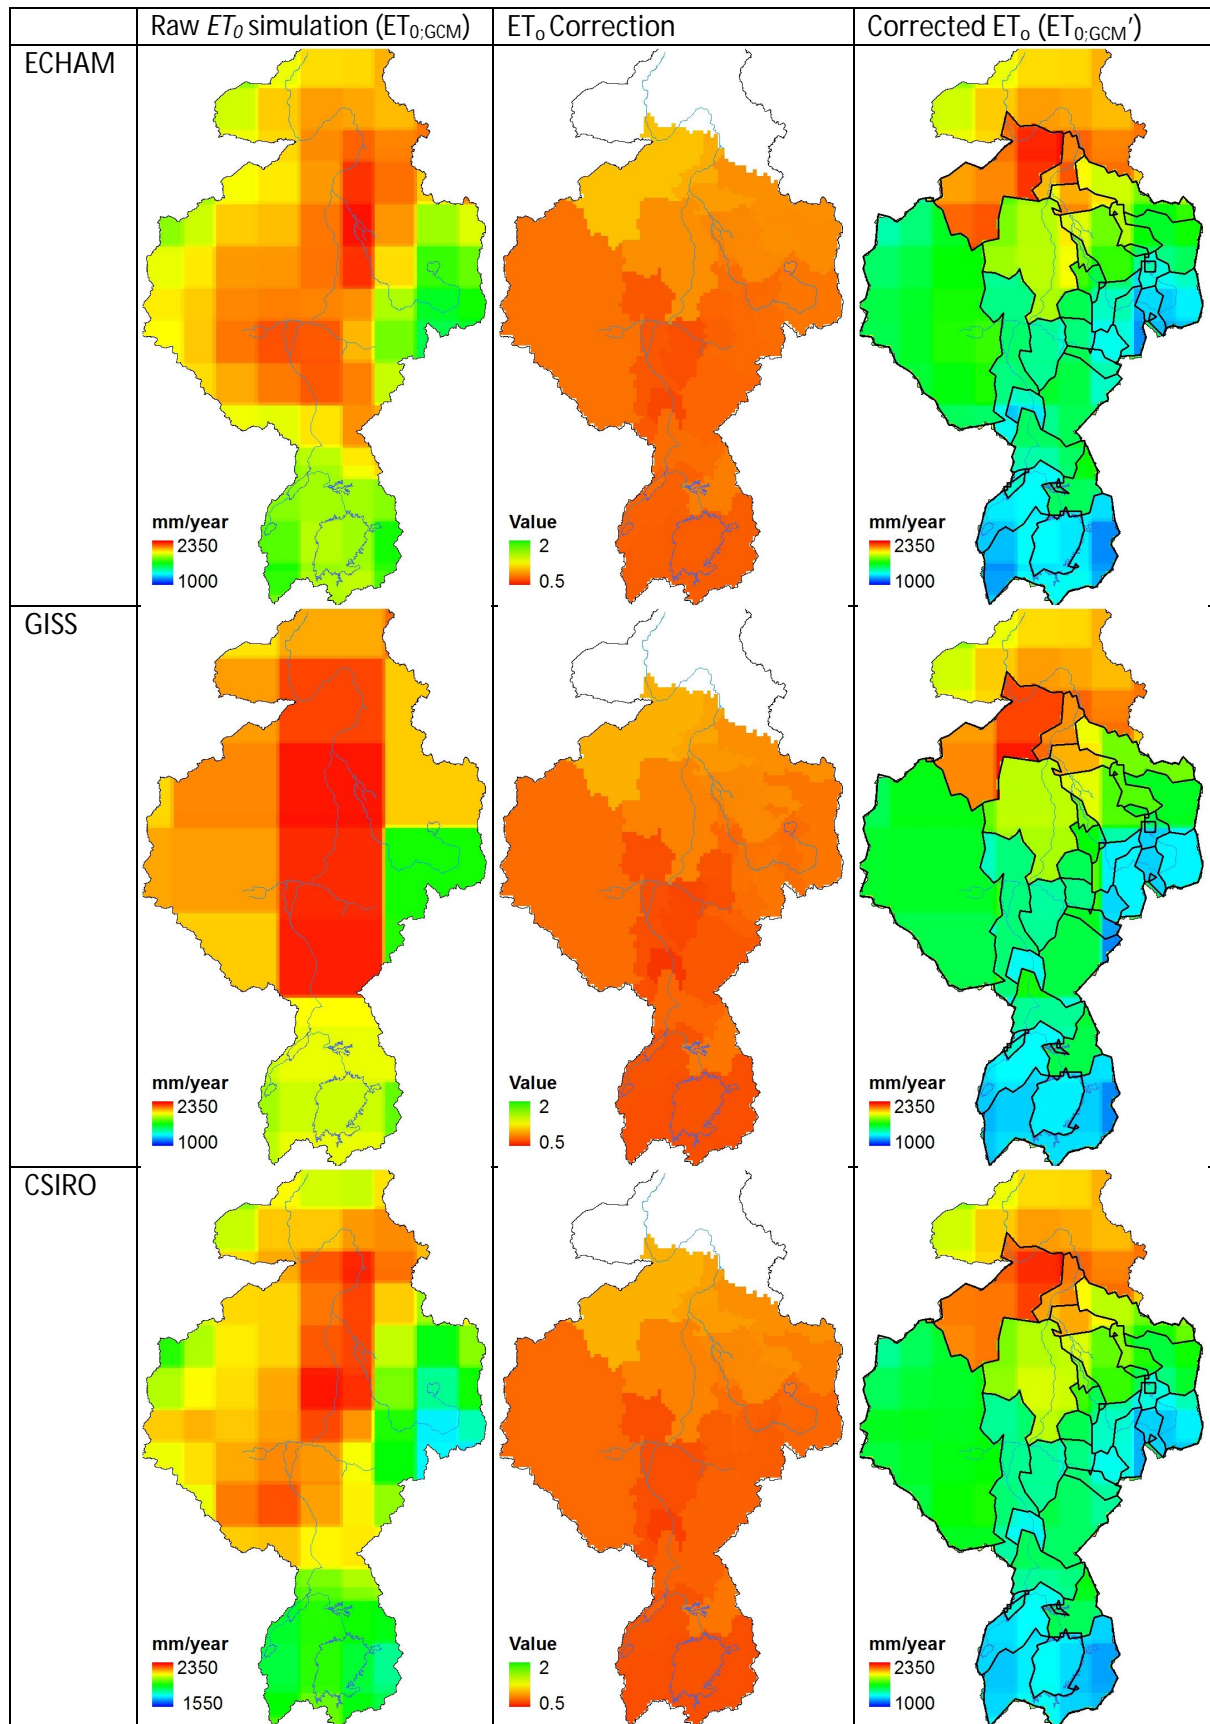 Raw ET0 simulation (ET0;GCM)
ETo Correction
Corrected ETo (ET0;GCM')
ECHAM
mm/year
2350
1000
Value
2
0.5
mm/year
2350
1000
GISS
mm/year
2350
1000
Value
2
0.5
mm/year
2350
1000
CSIRO
mm/year
2350
1550
Value
2
0.5
mm/year
2350
1000